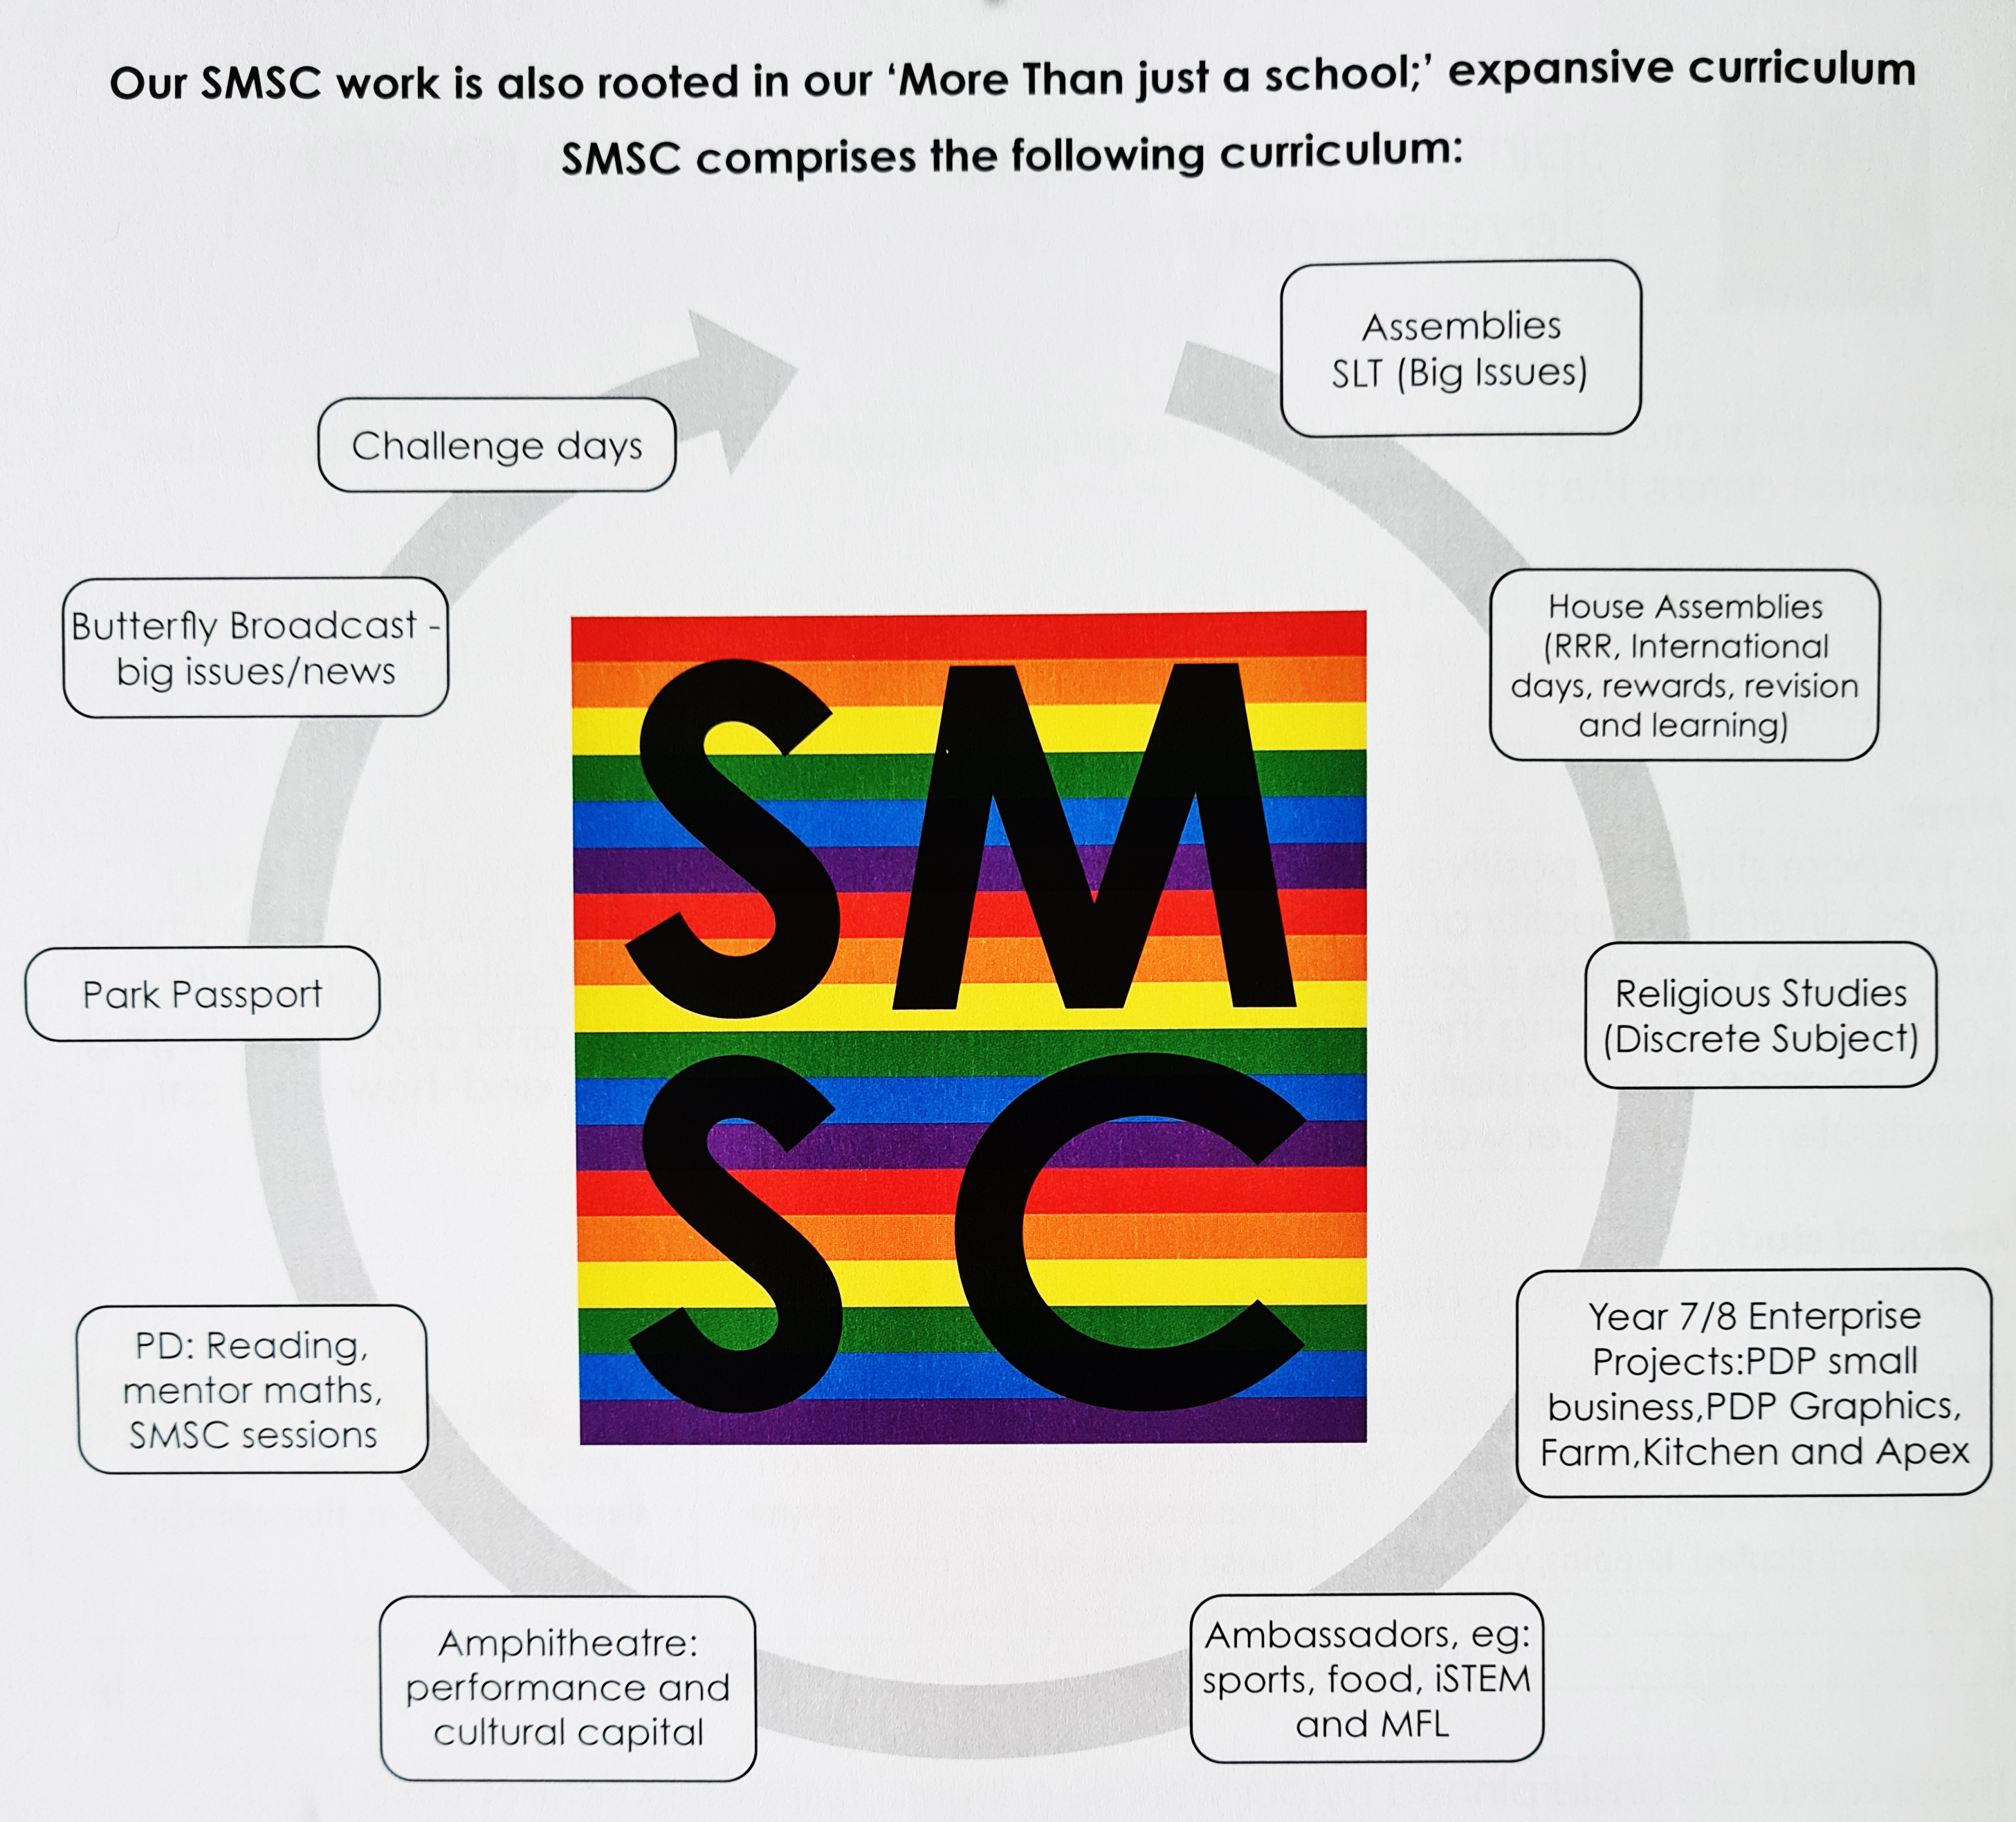 Our SMSC work is also rooted in our ‘More Than just a school;’ expansive curriculum
SMSC comprises the following curriculum:
Assemblies
SLT (Big Issues)
House Assemblies
(RRR, International
days, rewards, revision
and learning)
Religious Studies
(Discrete Subject)
Year 7/8 Enterprise
Projects:PDP small
business,PDP Graphics,
Farm,Kitchen and Apex
Ambassadors, eg:
sports, food, iSTEM
and MFL
Amphitheatre:
performance and
cultural capital
PD: Reading,
mentor maths,
SMSC sessions
Park Passport
Butterfly Broadcast -
big issues/news
Challenge days
SM
SC